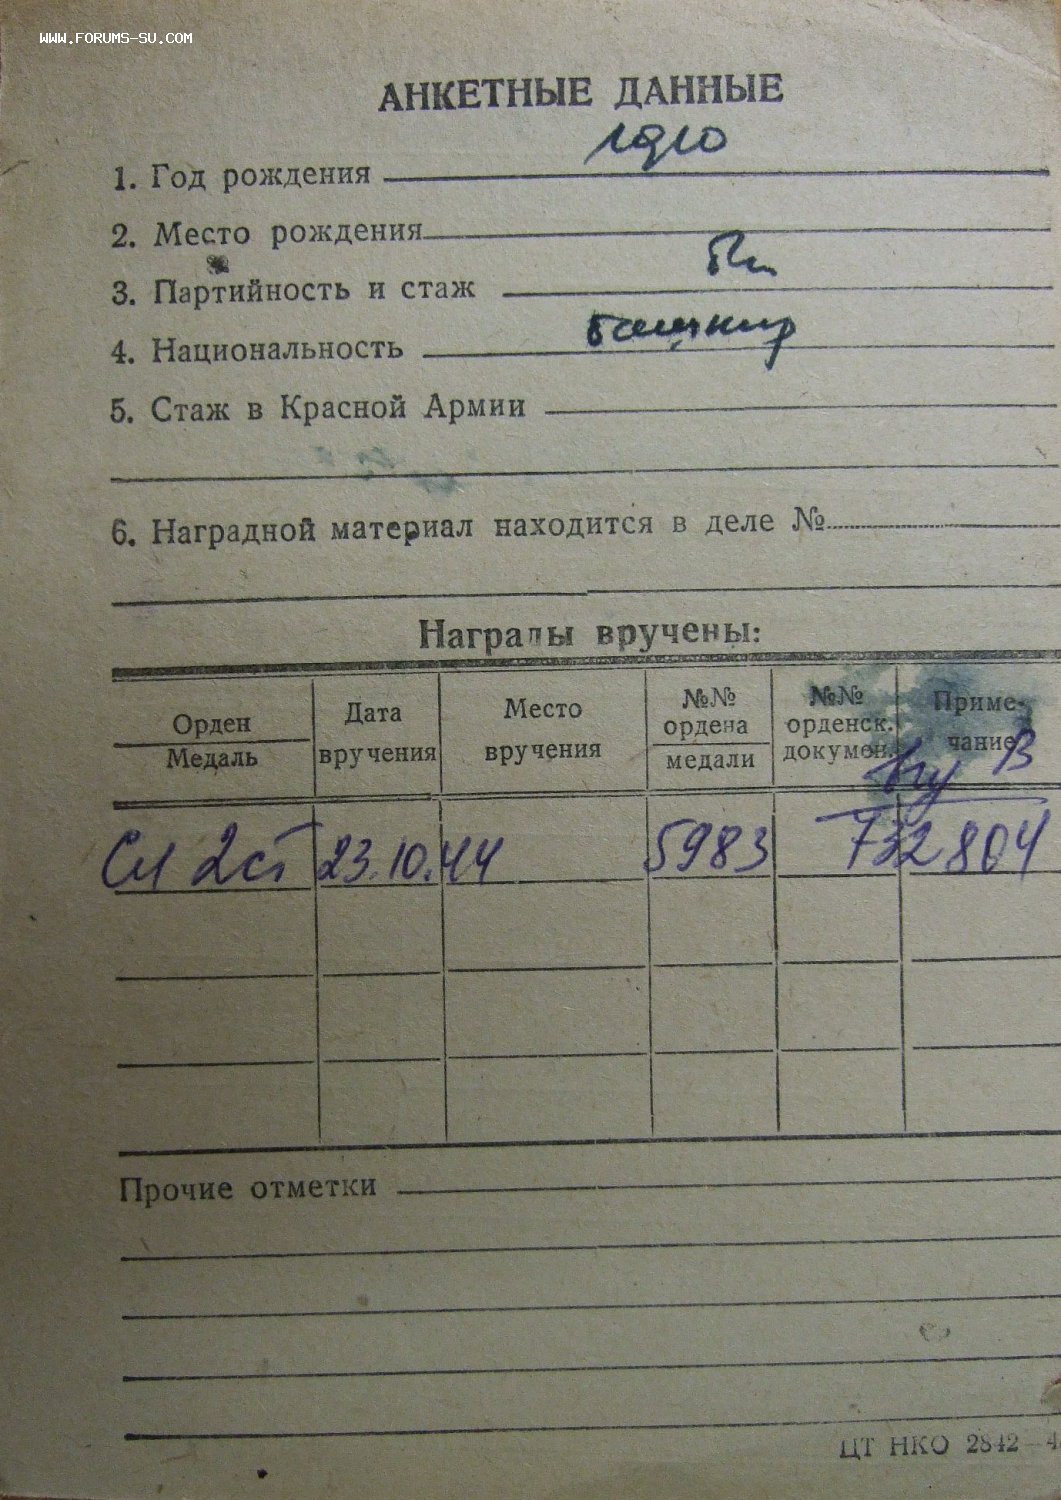 WWW.FORUMS-SU.COM
АНКЕТНЫЕ ДАННЫЕ
1. Год рождения 1910
2. Место рождения
3. Партийность и стаж
4. Национальность башкир
5. Стаж в Красной Армии
6. Наградной материал находится в деле №
Награды вручены:
Орден
Медаль
Дата
вручения
Место
вручения
№№
ордена
медали
№№
орденск.
докумен.
Приме-
чание
Сл 2ст 23.10.44 5983 732804
Прочие отметки
ЦТ НКО 2842—4